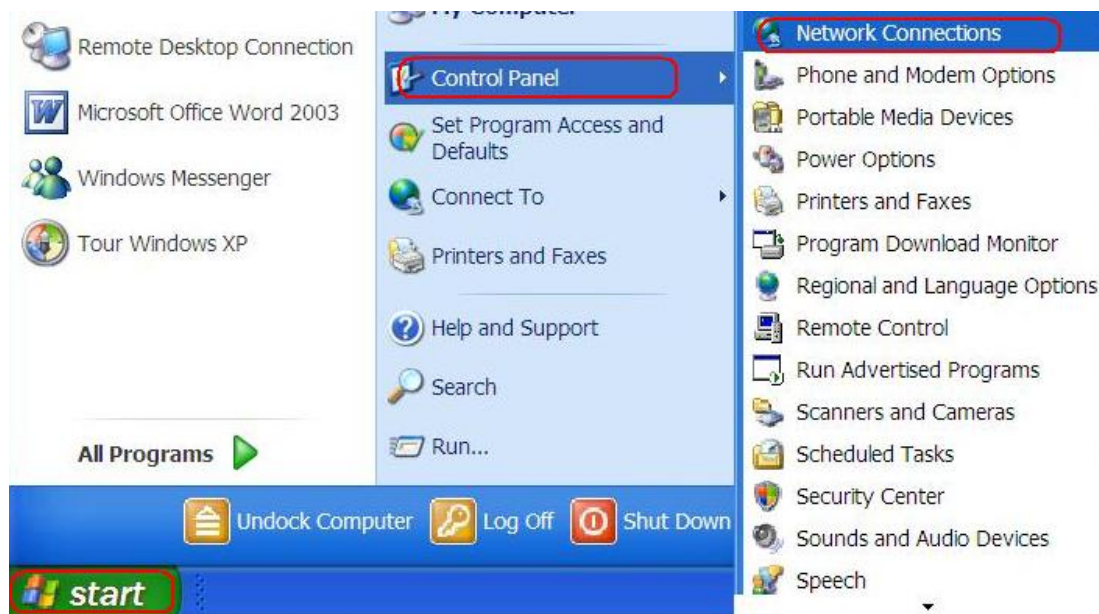 Remote Desktop Connection
Microsoft Office Word 2003
Windows Messenger
Tour Windows XP
All Programs
My Computer
Control Panel
Set Program Access and
Defaults
Connect To
Printers and Faxes
Help and Support
Search
Run...
Network Connections
Phone and Modem Options
Portable Media Devices
Power Options
Printers and Faxes
Program Download Monitor
Regional and Language Options
Remote Control
Run Advertised Programs
Scanners and Cameras
Scheduled Tasks
Security Center
Sounds and Audio Devices
Speech
Undock Computer
Log Off
Shut Down
start